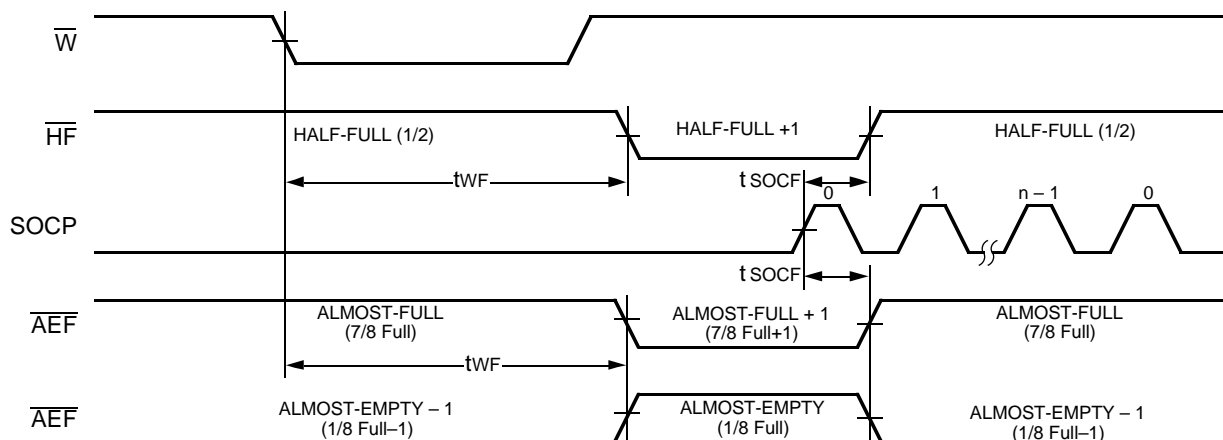 W
HF
HALF-FULL (1/2)
HALF-FULL +1
HALF-FULL (1/2)
tWF
t SOCF
0
1
n – 1
0
SOCP
t SOCF
AEF
ALMOST-FULL
(7/8 Full)
ALMOST-FULL + 1
(7/8 Full+1)
ALMOST-FULL
(7/8 Full)
tWF
AEF
ALMOST-EMPTY – 1
(1/8 Full–1)
ALMOST-EMPTY
(1/8 Full)
ALMOST-EMPTY – 1
(1/8 Full–1)